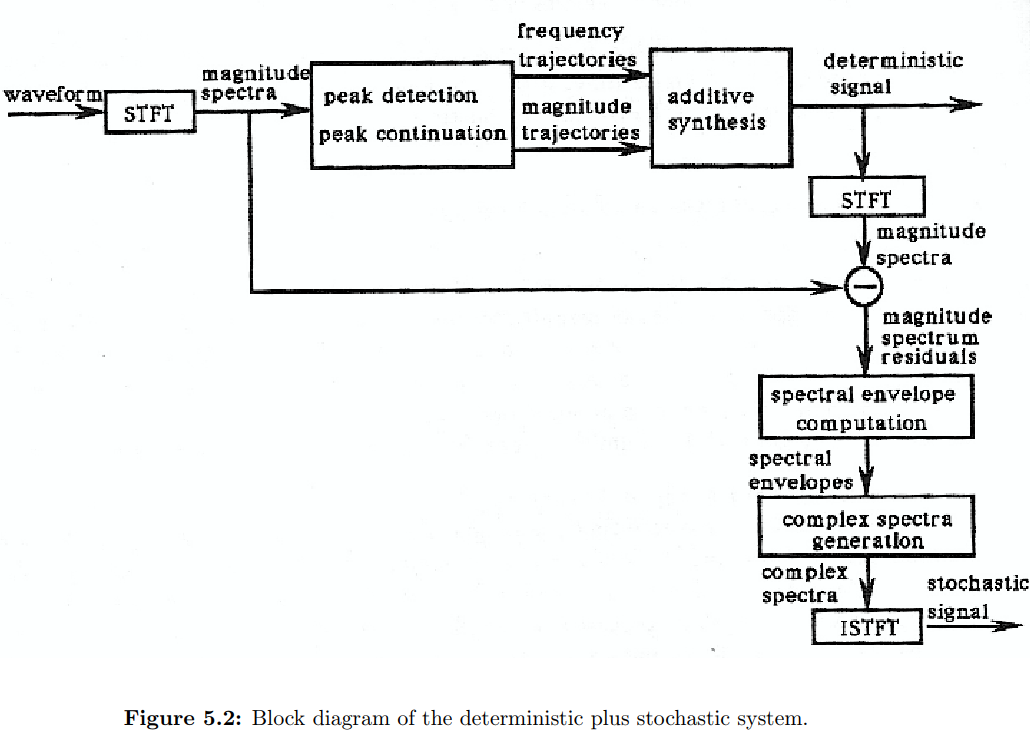 frequency
trajectories
deterministic
signal
waveform
magnitude
spectra
STFT
peak detection
peak continuation
magnitude
trajectories
additive
synthesis
STFT
magnitude
spectra
magnitude
spectrum
residuals
spectral envelope
computation
spectral
envelopes
complex spectra
generation
complex
spectra
stochastic
signal
ISTFT
Figure 5.2: Block diagram of the deterministic plus stochastic system.